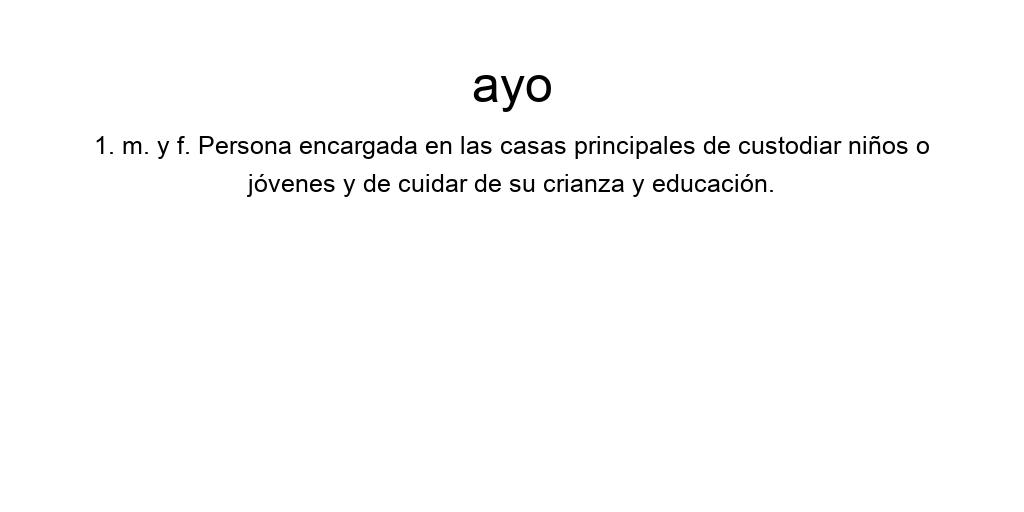 ayo
1. m. y f. Persona encargada en las casas principales de custodiar niños o
jóvenes y de cuidar de su crianza y educación.